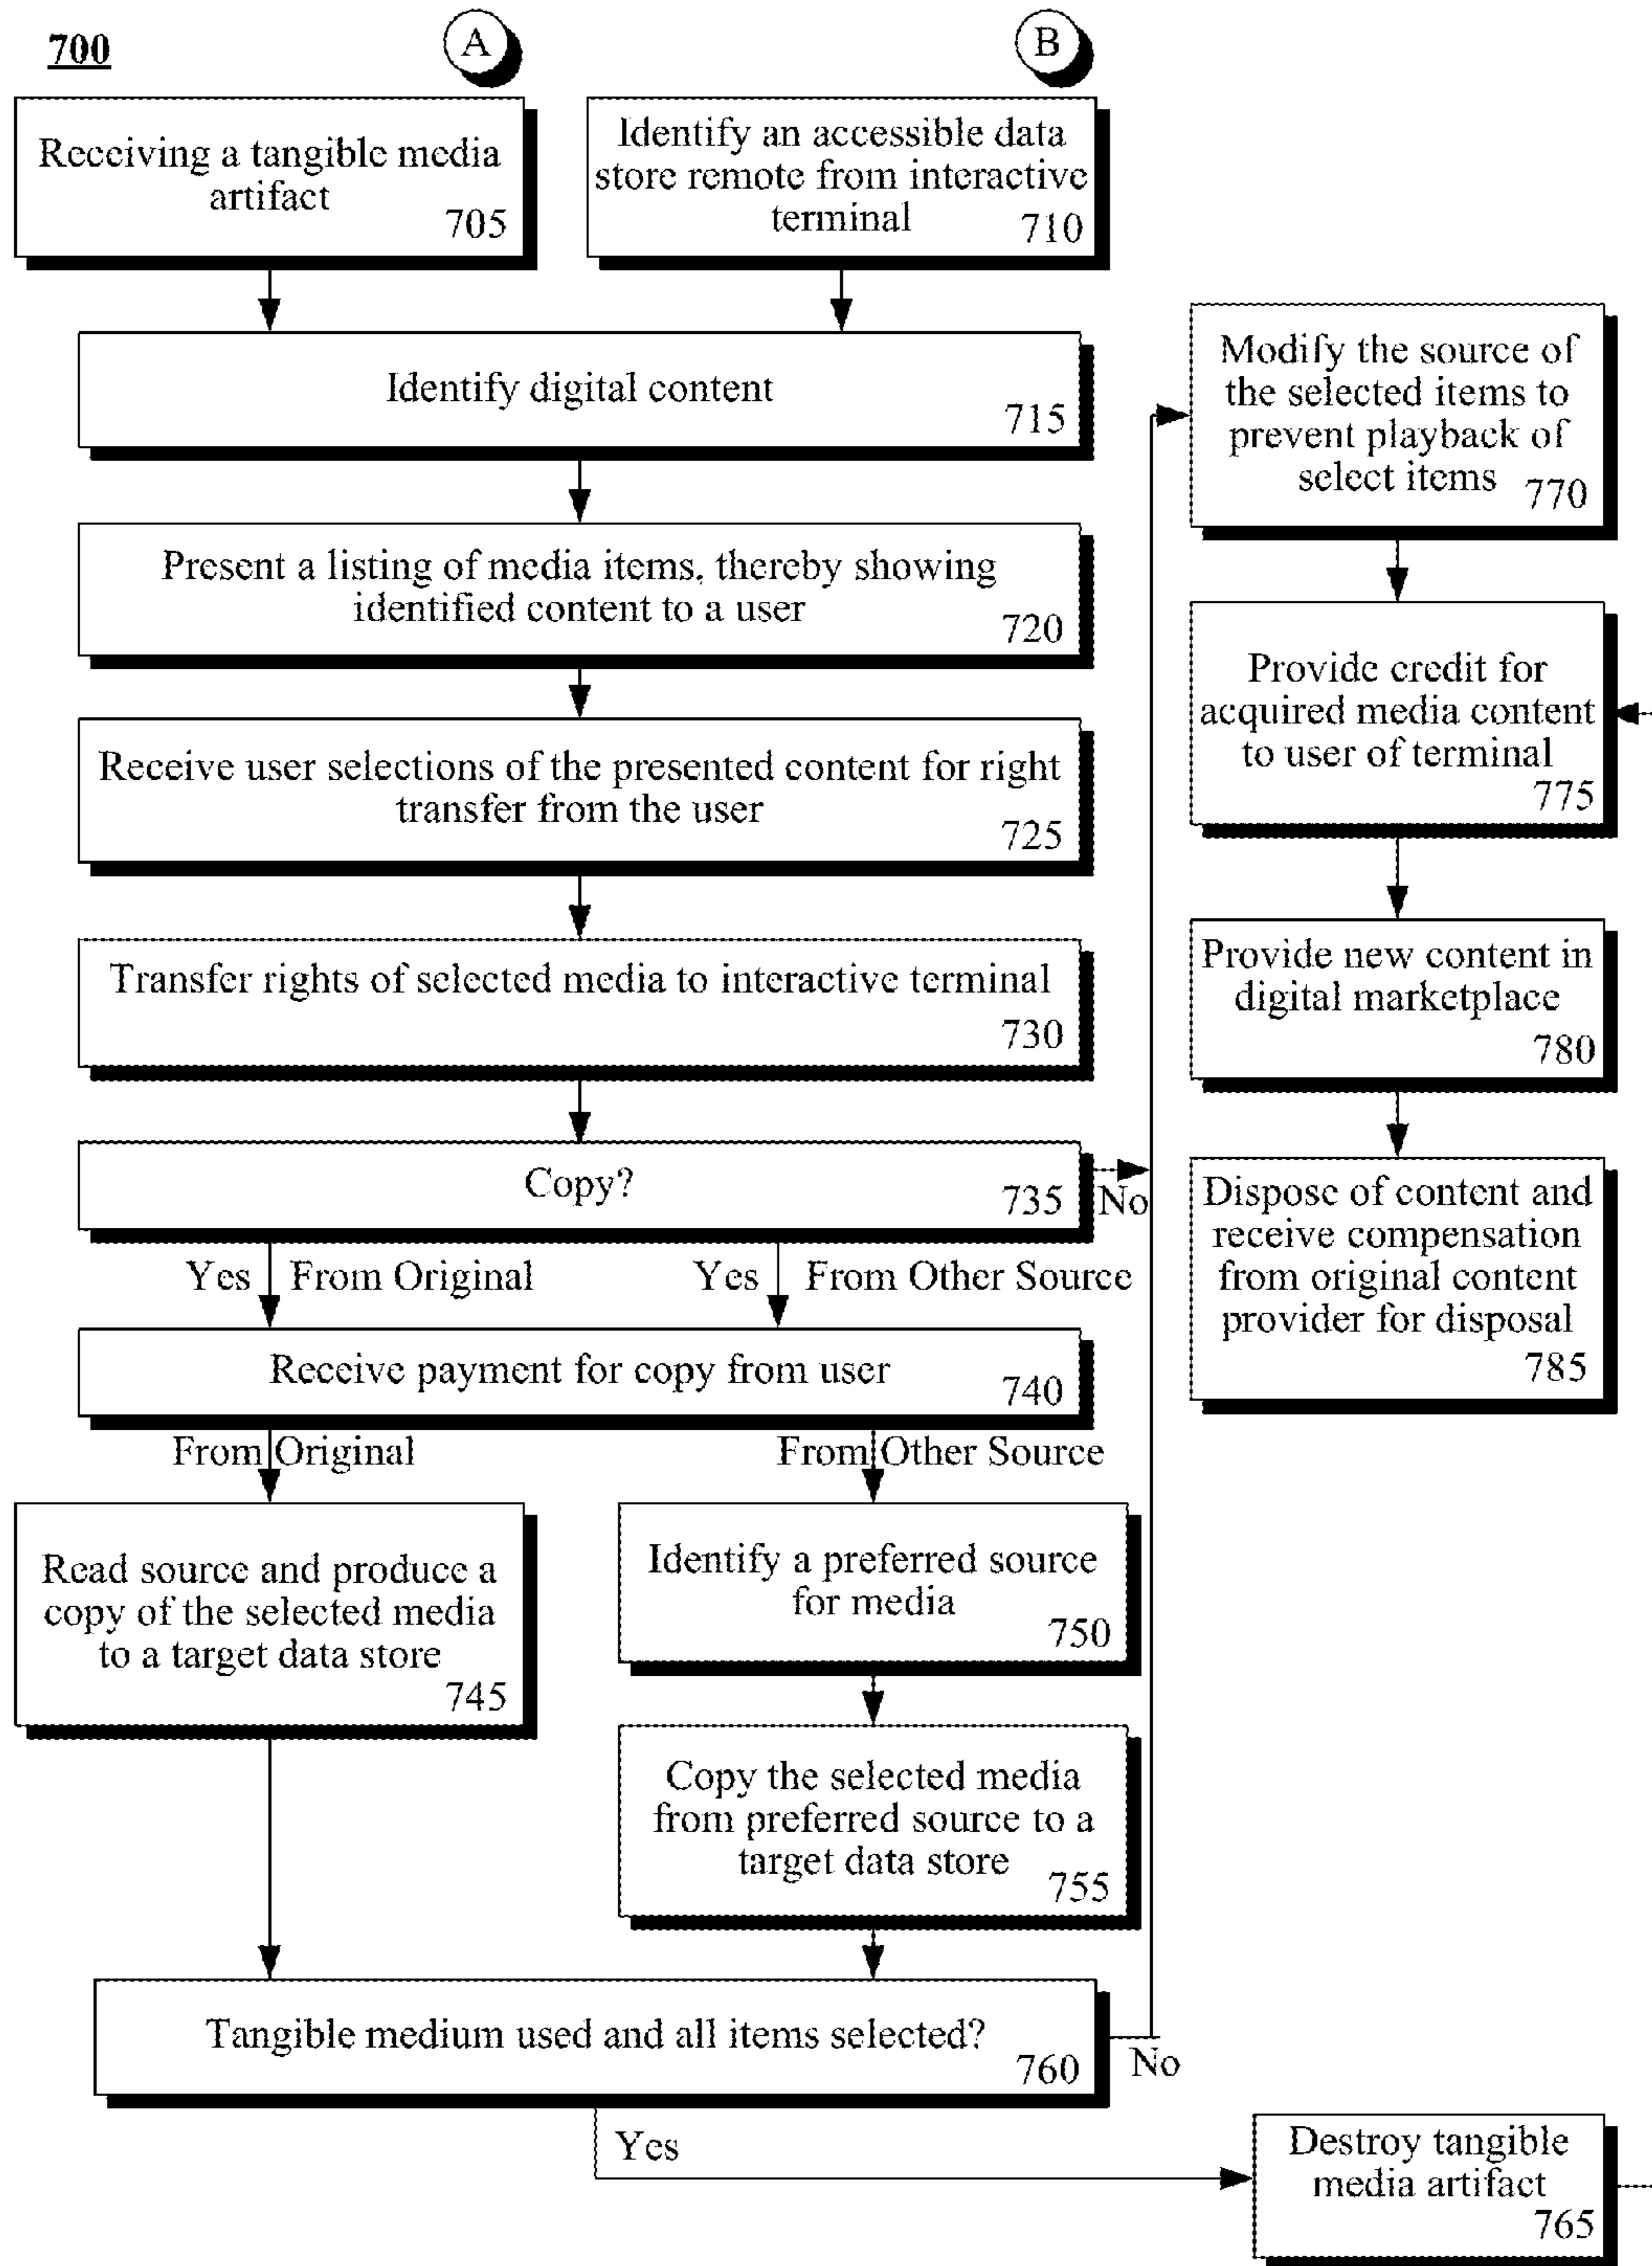 700
A
B
Receiving a tangible media
artifact
705
Identify an accessible data
store remote from interactive
terminal
710
Identify digital content
715
Present a listing of media items, thereby showing
identified content to a user
720
Receive user selections of the presented content for right
transfer from the user
725
Transfer rights of selected media to interactive terminal
730
Copy?
735
No
Yes
From Original
Yes
From Other Source
Receive payment for copy from user
740
From Original
From Other Source
Read source and produce a
copy of the selected media
to a target data store
745
Identify a preferred source
for media
750
Copy the selected media
from preferred source to a
target data store
755
Tangible medium used and all items selected?
760
No
Yes
Destroy tangible
media artifact
765
Modify the source of
the selected items to
prevent playback of
select items
770
Provide credit for
acquired media content
to user of terminal
775
Provide new content in
digital marketplace
780
Dispose of content and
receive compensation
from original content
provider for disposal
785